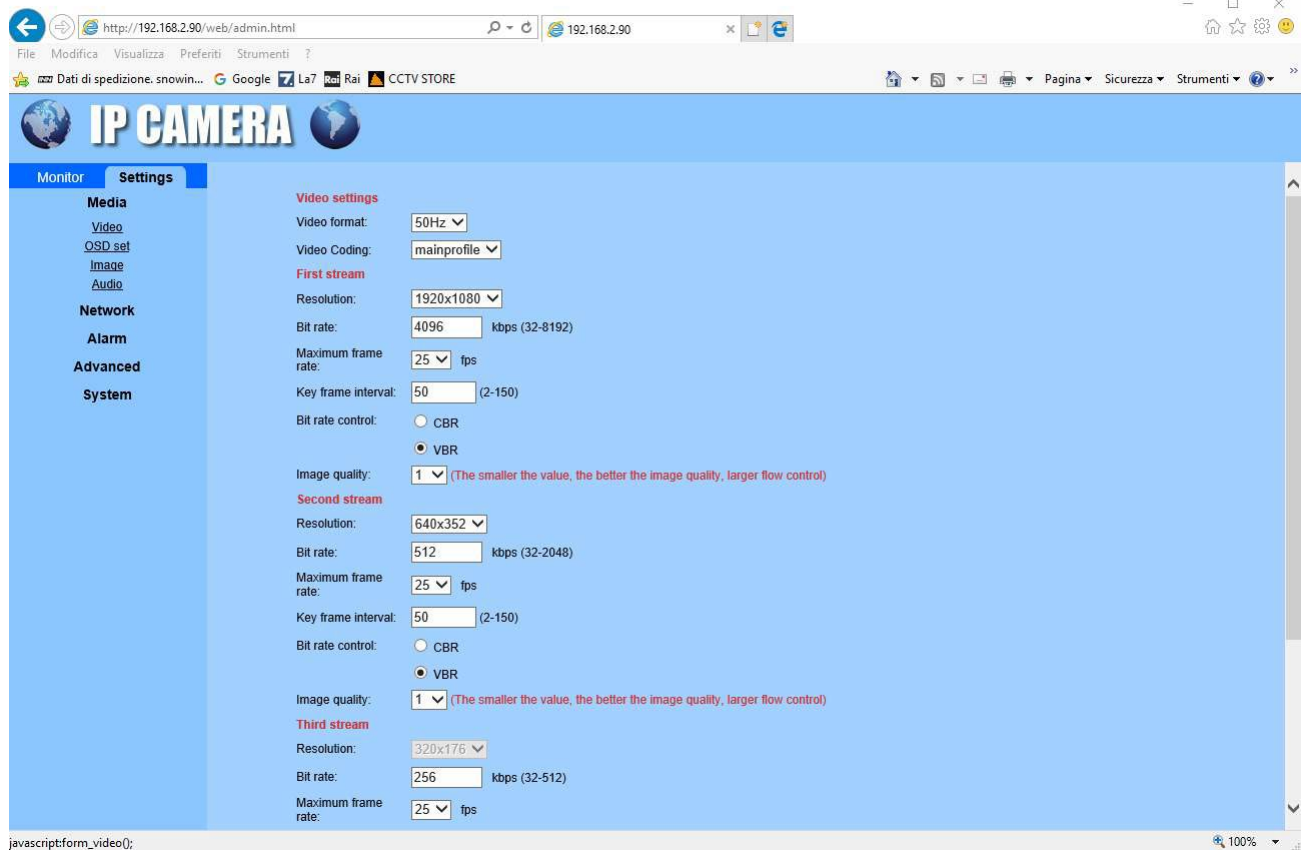 http://192.168.2.90/web/admin.html
192.168.2.90
File Modifica Visualizza Preferiti Strumenti ?
Dati di spedizione. snowin... Google La7 Rai Rai CCTV STORE
Pagina Sicurezza Strumenti
IP CAMERA
Monitor Settings
Media
Video
OSD set
Image
Audio
Network
Alarm
Advanced
System
Video settings
Video format: 50Hz
Video Coding: mainprofile
First stream
Resolution: 1920x1080
Bit rate: 4096 kbps (32-8192)
Maximum frame rate: 25 fps
Key frame interval: 50 (2-150)
Bit rate control: CBR
VBR
Image quality: 1 (The smaller the value, the better the image quality, larger flow control)
Second stream
Resolution: 640x352
Bit rate: 512 kbps (32-2048)
Maximum frame rate: 25 fps
Key frame interval: 50 (2-150)
Bit rate control: CBR
VBR
Image quality: 1 (The smaller the value, the better the image quality, larger flow control)
Third stream
Resolution: 320x176
Bit rate: 256 kbps (32-512)
Maximum frame rate: 25 fps
javascript:form_video();
100%